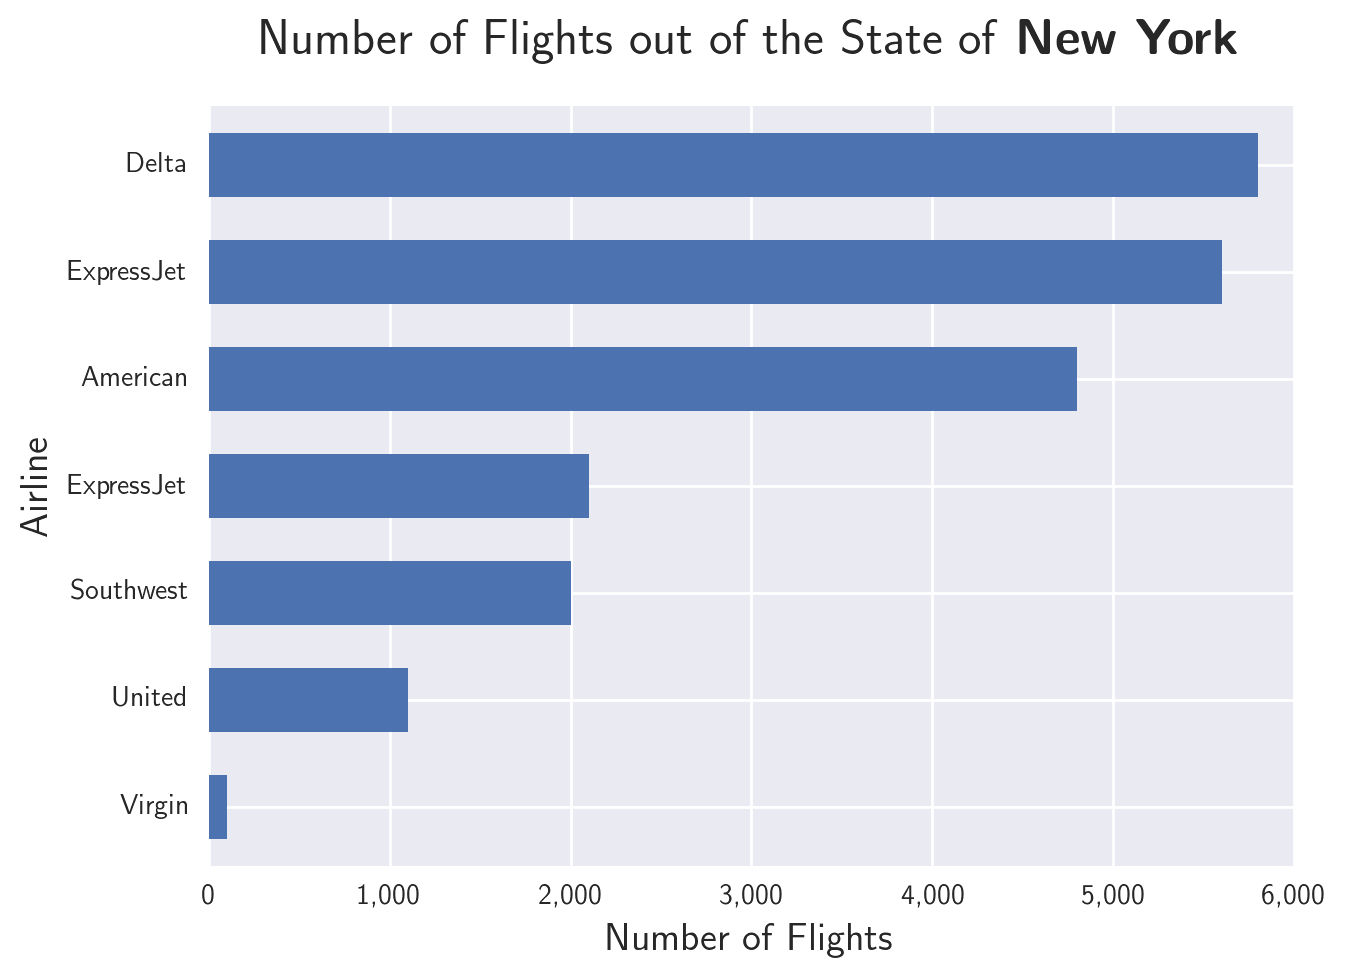 Number of Flights out of the State of New York
Delta
ExpressJet
American
ExpressJet
Southwest
United
Virgin
Airline
0 1,000 2,000 3,000 4,000 5,000 6,000
Number of Flights